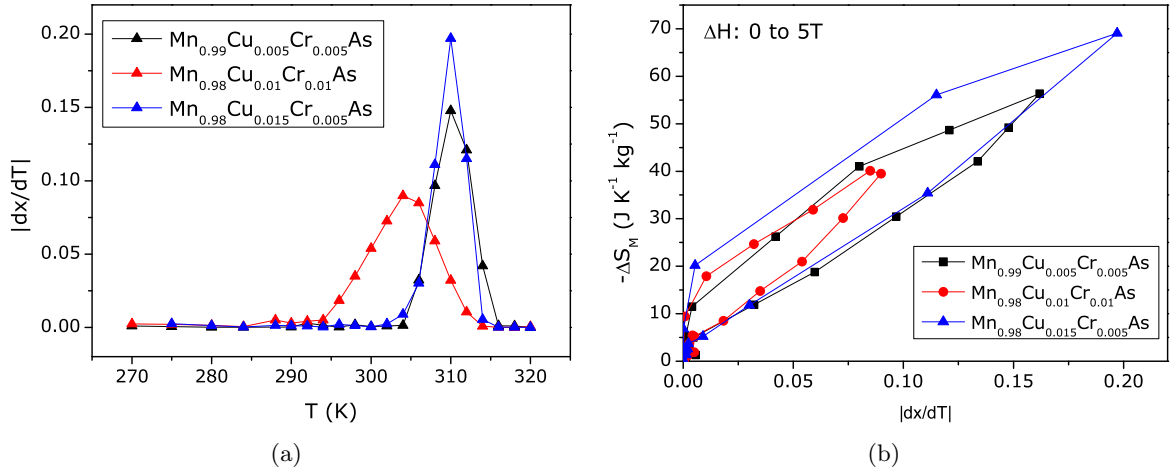 0.20
0.15
0.10
0.05
0.00
|dx/dT|
Mn0.99Cu0.005Cr0.005As
Mn0.98Cu0.01Cr0.01As
Mn0.98Cu0.015Cr0.005As
270 280 290 300 310 320
T (K)
(a)
70
60
50
40
30
20
10
0
-ΔSM (J K-1 kg-1)
ΔH: 0 to 5T
Mn0.99Cu0.005Cr0.005As
Mn0.98Cu0.01Cr0.01As
Mn0.98Cu0.015Cr0.005As
0.00 0.05 0.10 0.15 0.20
|dx/dT|
(b)